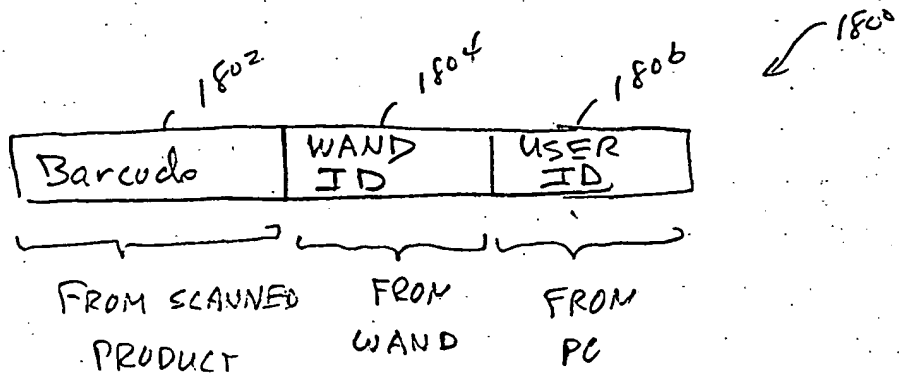 1800
1802 1804 1806
Barcode WAND ID USER ID
FROM SCANNED PRODUCT
FROM WAND
FROM PC